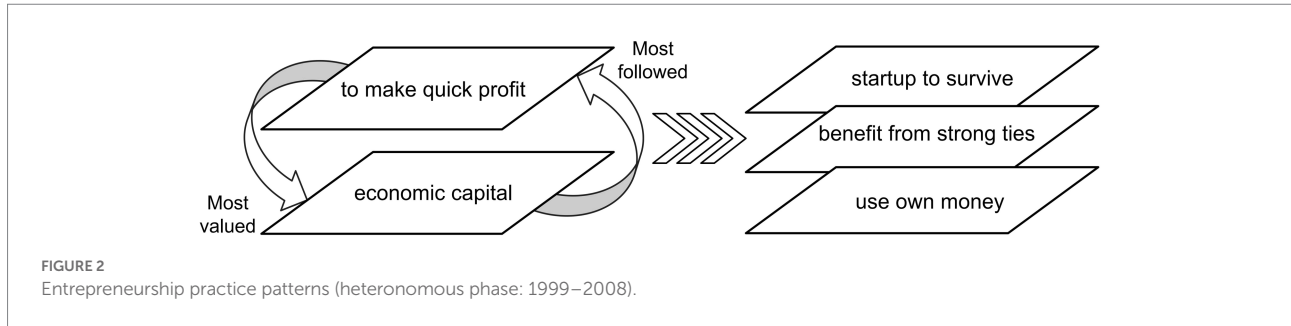 to make quick profit
Most
followed
economic capital
Most
valued
startup to survive
benefit from strong ties
use own money
FIGURE 2
Entrepreneurship practice patterns (heteronomous phase: 1999–2008).